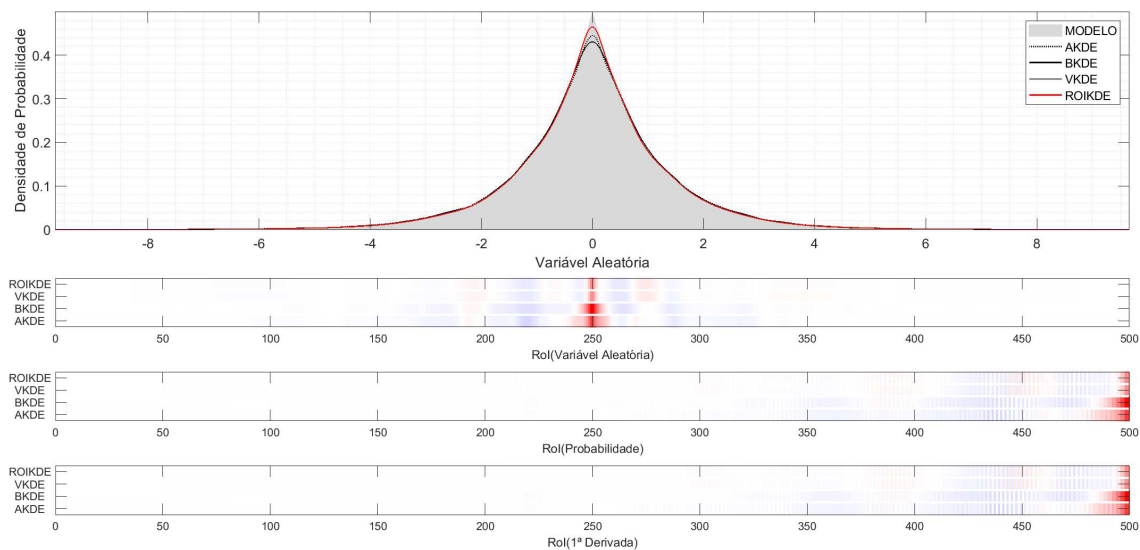 Densidade de Probabilidade
0.4
0.3
0.2
0.1
0
-8 -6 -4 -2 0 2 4 6 8
Variável Aleatória
MODELO
AKDE
BKDE
VKDE
ROIKDE
ROIKDE
VKDE
BKDE
AKDE
0 50 100 150 200 250 300 350 400 450 500
RoI(Variável Aleatória)
ROIKDE
VKDE
BKDE
AKDE
0 50 100 150 200 250 300 350 400 450 500
RoI(Probabilidade)
ROIKDE
VKDE
BKDE
AKDE
0 50 100 150 200 250 300 350 400 450 500
RoI(1ª Derivada)